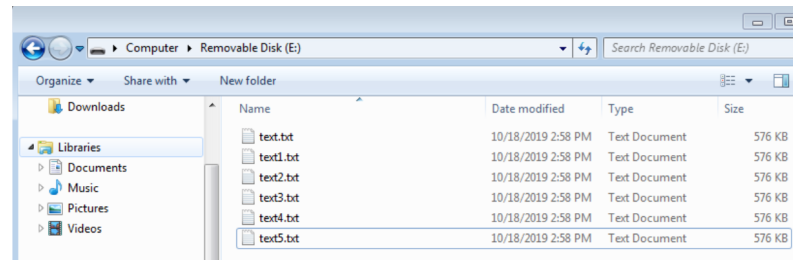 Computer Removable Disk (E:) Search Removable Disk (E:)
Organize Share with New folder
Downloads
Libraries
Documents
Music
Pictures
Videos
Name Date modified Type Size
text.txt 10/18/2019 2:58 PM Text Document 576 KB
text1.txt 10/18/2019 2:58 PM Text Document 576 KB
text2.txt 10/18/2019 2:58 PM Text Document 576 KB
text3.txt 10/18/2019 2:58 PM Text Document 576 KB
text4.txt 10/18/2019 2:58 PM Text Document 576 KB
text5.txt 10/18/2019 2:58 PM Text Document 576 KB